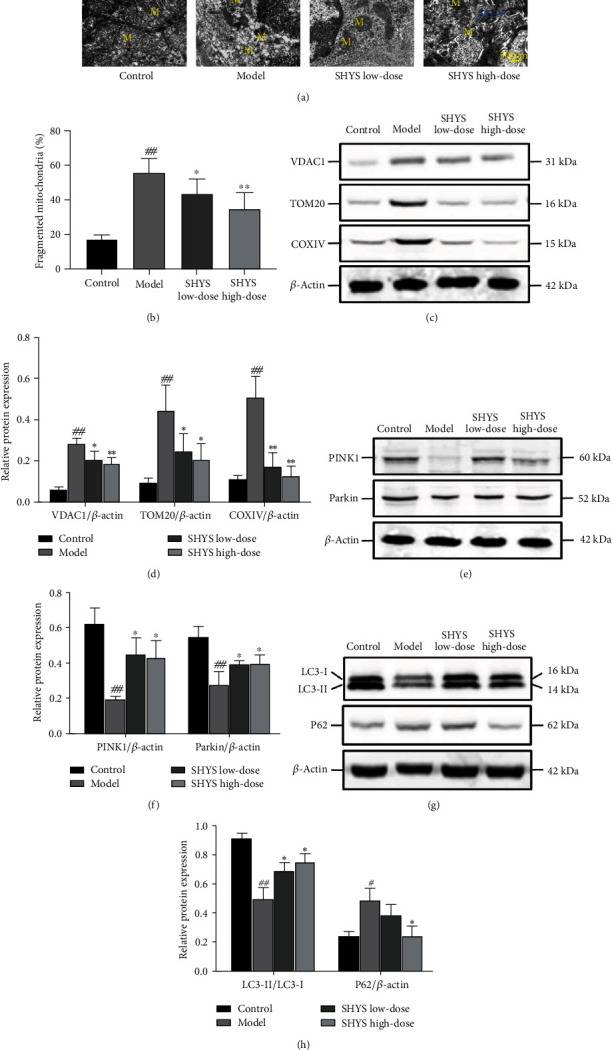 M M M M M M M M
Control Model SHYS low-dose SHYS high-dose
(a)
Fragmented mitochondria (%)
80
60
40
20
0
## * **
Control Model SHYS low-dose SHYS high-dose
(b)
Control Model SHYS low-dose SHYS high-dose
VDAC1 31 kDa
TOM20 16 kDa
COXIV 15 kDa
β-Actin 42 kDa
(c)
Relative protein expression
0.8
0.6
0.4
0.2
0.0
## * ** ## * * ## ** **
VDAC1/β-actin TOM20/β-actin COXIV/β-actin
Control SHYS low-dose
Model SHYS high-dose
(d)
Control Model SHYS low-dose SHYS high-dose
PINK1 60 kDa
Parkin 52 kDa
β-Actin 42 kDa
(e)
Relative protein expression
0.8
0.6
0.4
0.2
0.0
## * * ## * *
PINK1/β-actin Parkin/β-actin
Control SHYS low-dose
Model SHYS high-dose
(f)
Control Model SHYS low-dose SHYS high-dose
LC3-I 16 kDa
LC3-II 14 kDa
P62 62 kDa
β-Actin 42 kDa
(g)
Relative protein expression
1.0
0.8
0.6
0.4
0.2
0.0
## * * # *
LC3-II/LC3-I P62/β-actin
Control SHYS low-dose
Model SHYS high-dose
(h)